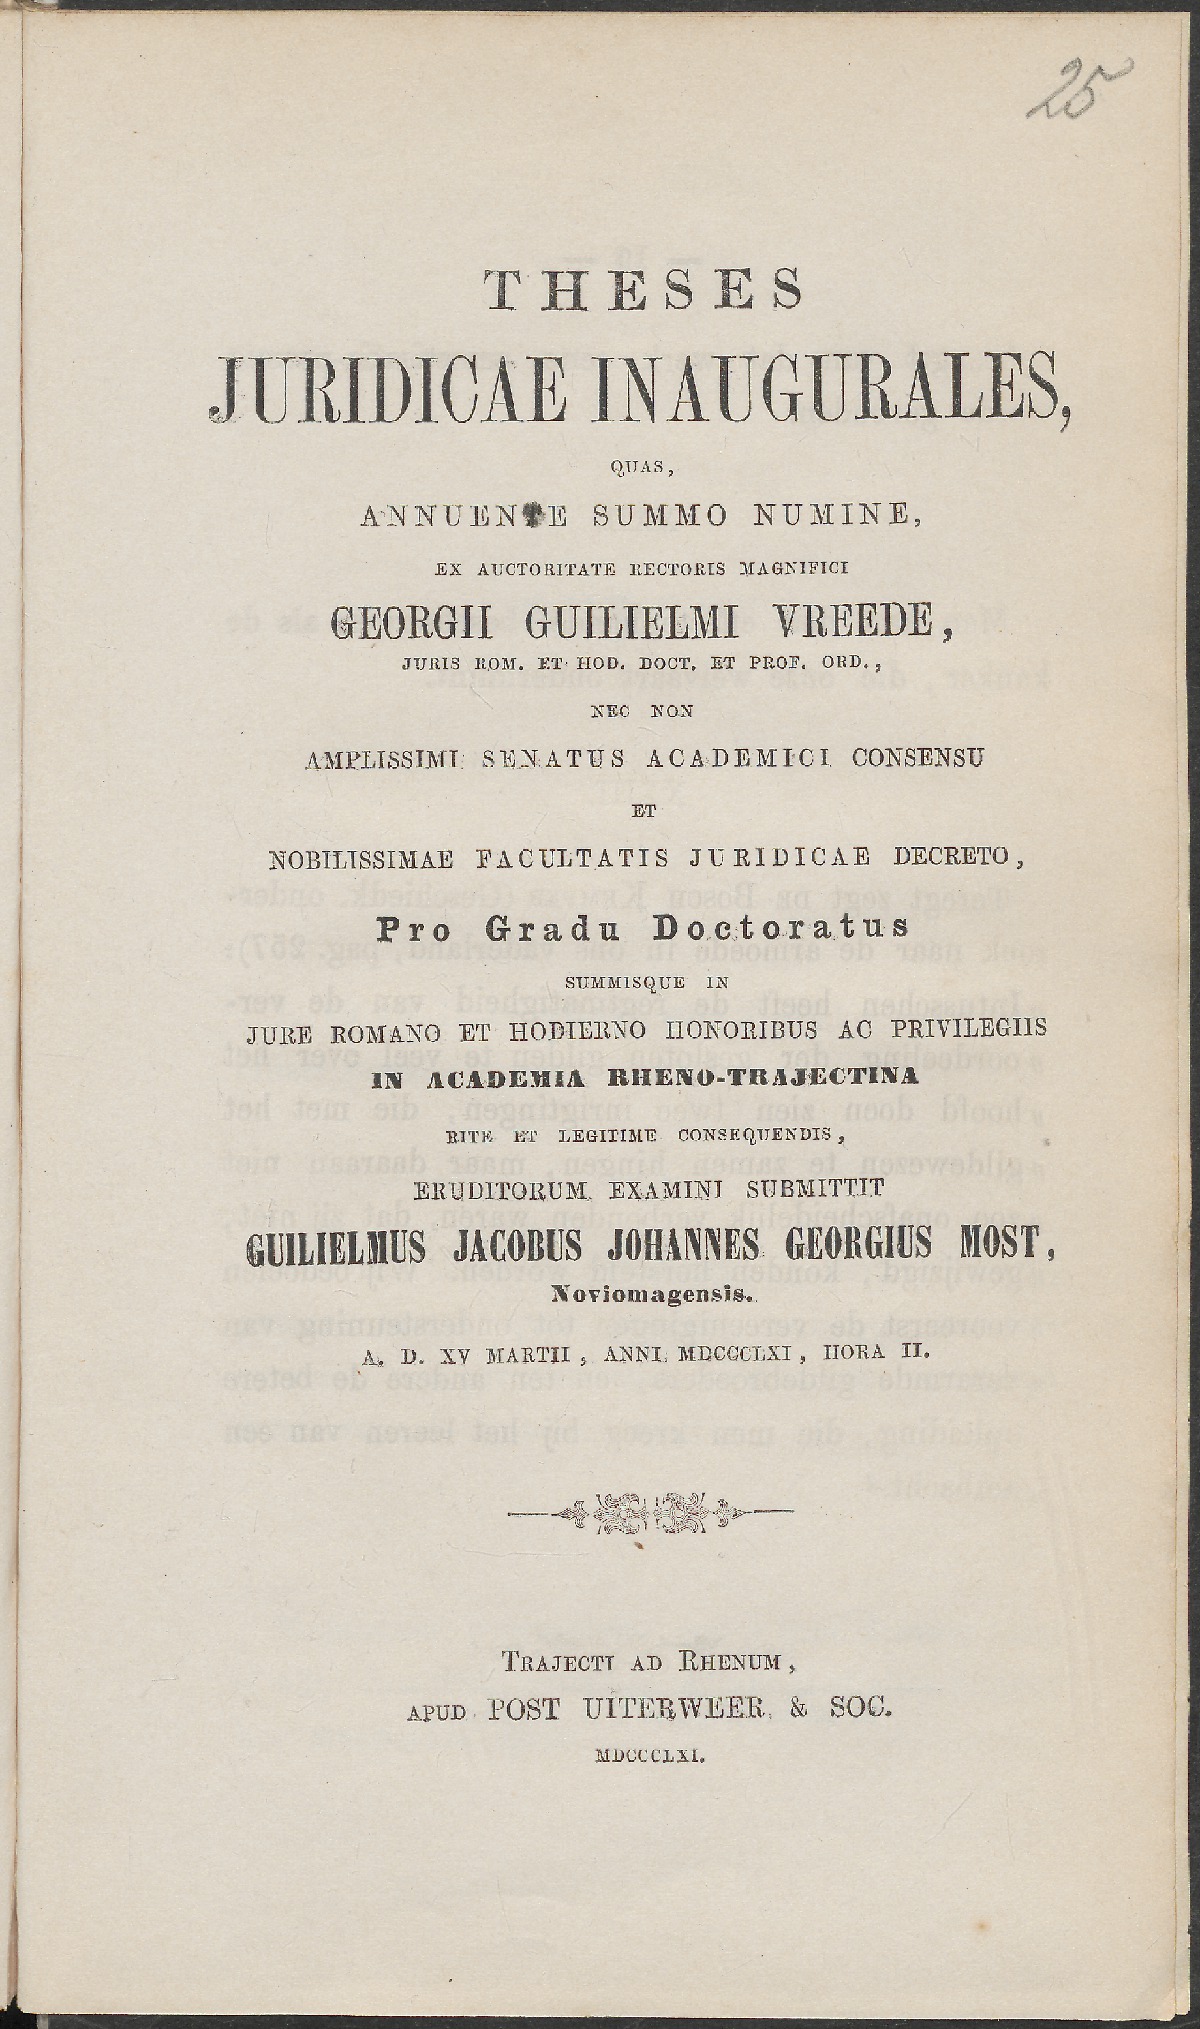 25
THESES
JURIDICAE INAUGURALES,
QUAS,
ANNUENTE SUMMO NUMINE,
EX AUCTORITATE RECTORIS MAGNIFICI
GEORGII GUILIELMI VREEDE,
JURIS ROM. ET HOD. DOCT. ET PROF. ORD.,
NEC NON
AMPLISSIMI SENATUS ACADEMICI CONSENSU
ET
NOBILISSIMAE FACULTATIS JURIDICAE DECRETO,
Pro Gradu Doctoratus
SUMMISQUE IN
JURE ROMANO ET HODIERNO HONORIBUS AC PRIVILEGIIS
IN ACADEMIA RHENO-TRAJECTINA
RITE ET LEGITIME CONSEQUENDIS,
ERUDITORUM EXAMINI SUBMITTIT
GUILIELMUS JACOBUS JOHANNES GEORGIUS MOST,
Noviomagensis.
A. D. XV MARTII, ANNI MDCCCLXI, HORA II.
TRAJECTI AD RHENUM,
APUD POST UITERWEER & SOC.
MDCCCLXI.